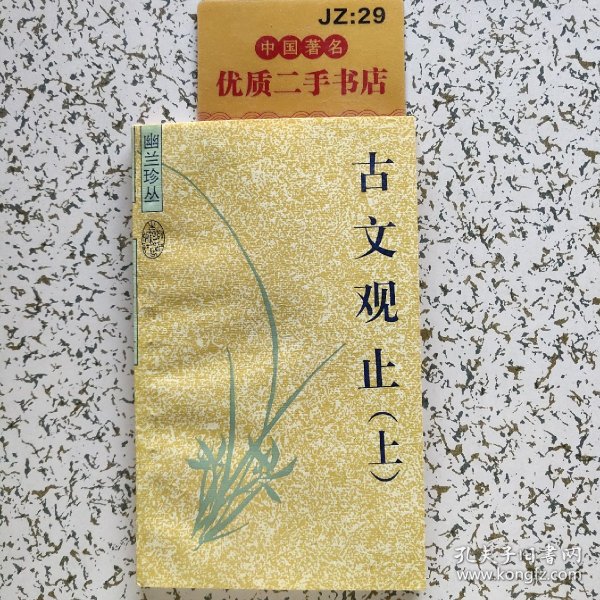 JZ:29
中国著名
优质二手书店
幽兰珍丛
古文观止(上)
孔夫子旧书网
www.kongfz.com